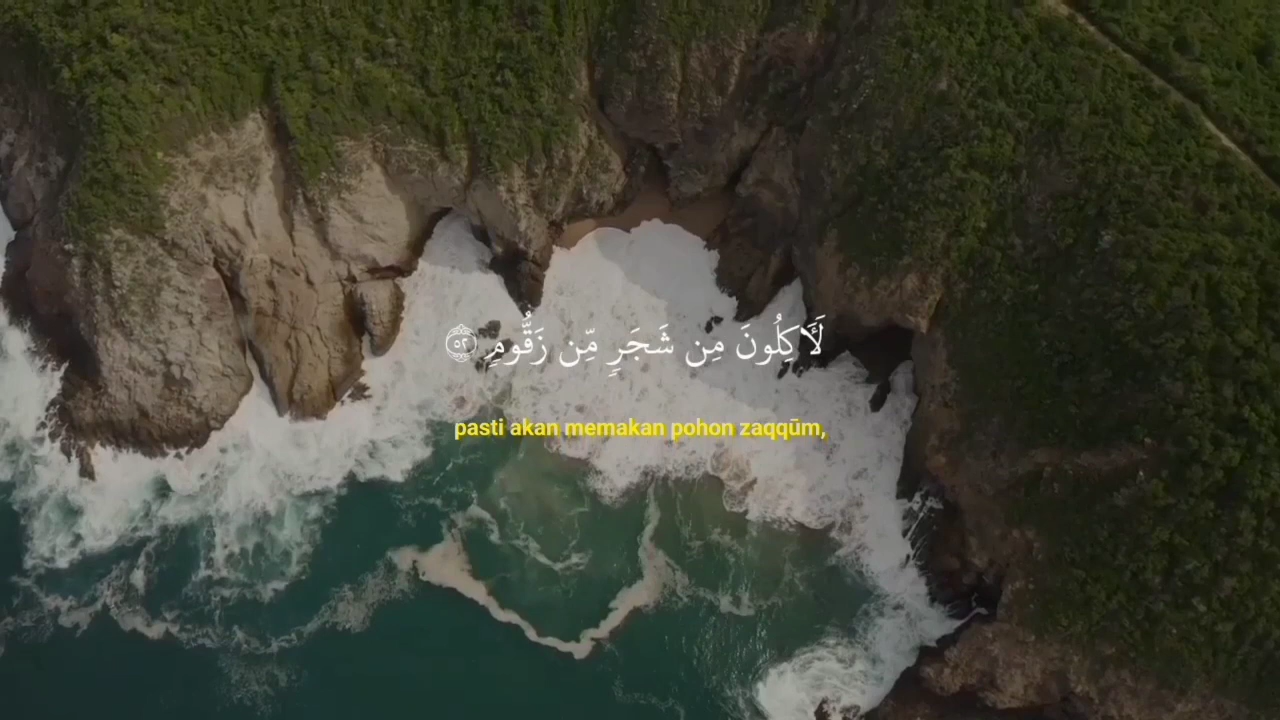 لَـَٔاكِلُونَ مِن شَجَرٍ مِّن زَقُّومٍ ٥٢
pasti akan memakan pohon zaqqūm,